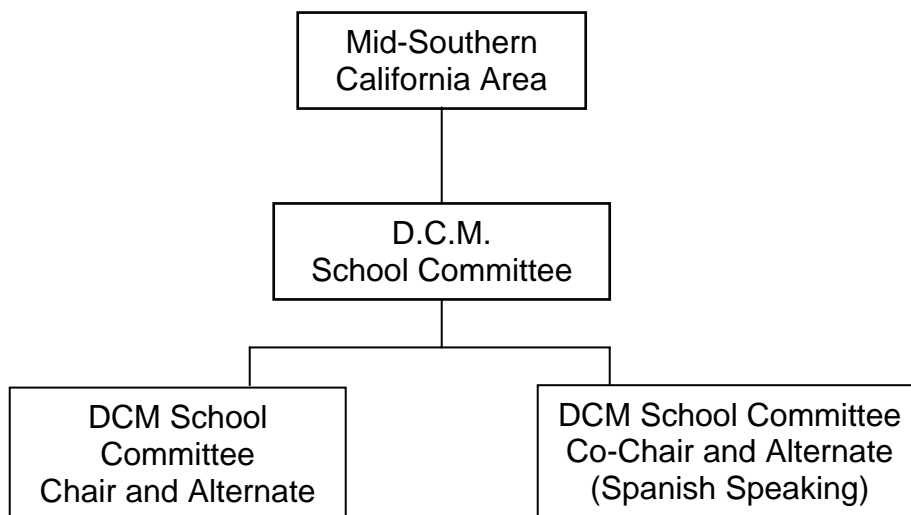 Mid-Southern
California Area
D.C.M.
School Committee
DCM School
Committee
Chair and Alternate
DCM School Committee
Co-Chair and Alternate
(Spanish Speaking)